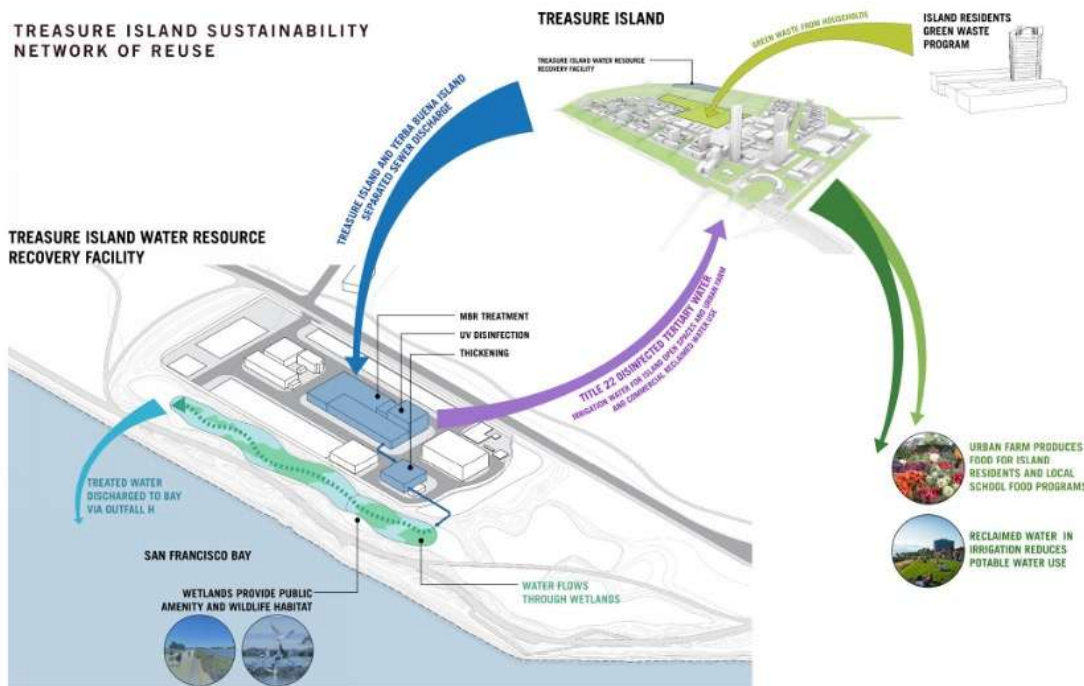 TREASURE ISLAND SUSTAINABILITY
NETWORK OF REUSE
TREASURE ISLAND
GREEN WASTE FROM HOUSEHOLDS
ISLAND RESIDENTS
GREEN WASTE
PROGRAM
TREASURE ISLAND WATER RESOURCE
RECOVERY FACILITY
TREASURE ISLAND AND YERBA BUENA ISLAND
SEPARATED SEWER DISCHARGE
TREASURE ISLAND WATER RESOURCE
RECOVERY FACILITY
MBR TREATMENT
UV DISINFECTION
THICKENING
TITLE 22 DISINFECTED TERTIARY WATER
IRRIGATION WATER FOR ISLAND OPEN SPACES AND URBAN FARM
AND COMMERCIAL RECLAIMED WATER USE
TREATED WATER
DISCHARGED TO BAY
VIA OUTFALL H
SAN FRANCISCO BAY
WETLANDS PROVIDE PUBLIC
AMENITY AND WILDLIFE HABITAT
WATER FLOWS
THROUGH WETLANDS
URBAN FARM PRODUCES
FOOD FOR ISLAND
RESIDENTS AND LOCAL
SCHOOL FOOD PROGRAMS
RECLAIMED WATER IN
IRRIGATION REDUCES
POTABLE WATER USE